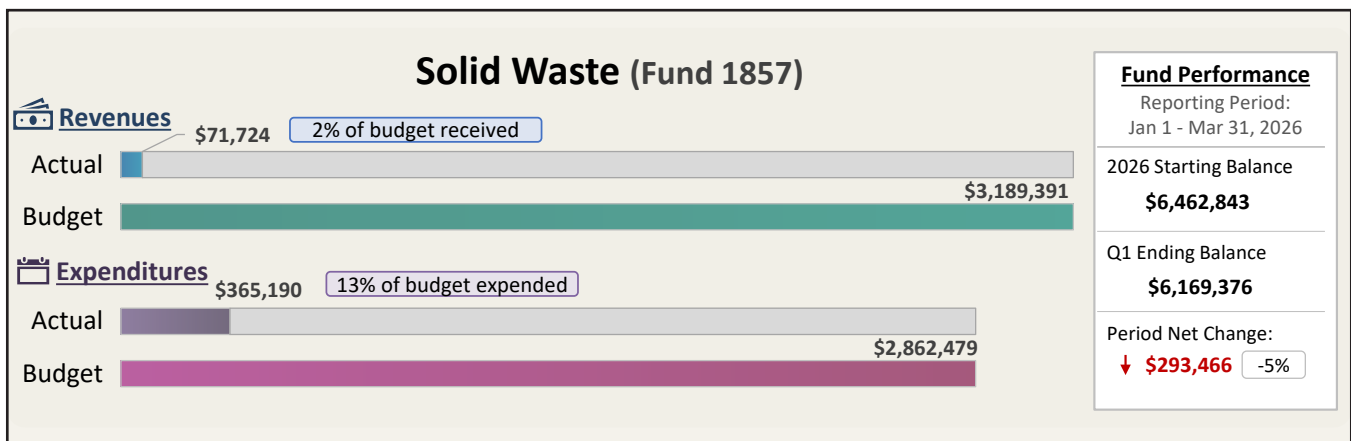 Solid Waste (Fund 1857)
Revenues
$71,724
2% of budget received
Actual
$3,189,391
Budget
Expenditures
$365,190
13% of budget expended
Actual
$2,862,479
Budget
Fund Performance
Reporting Period:
Jan 1 - Mar 31, 2026
2026 Starting Balance
$6,462,843
Q1 Ending Balance
$6,169,376
Period Net Change:
$293,466 -5%